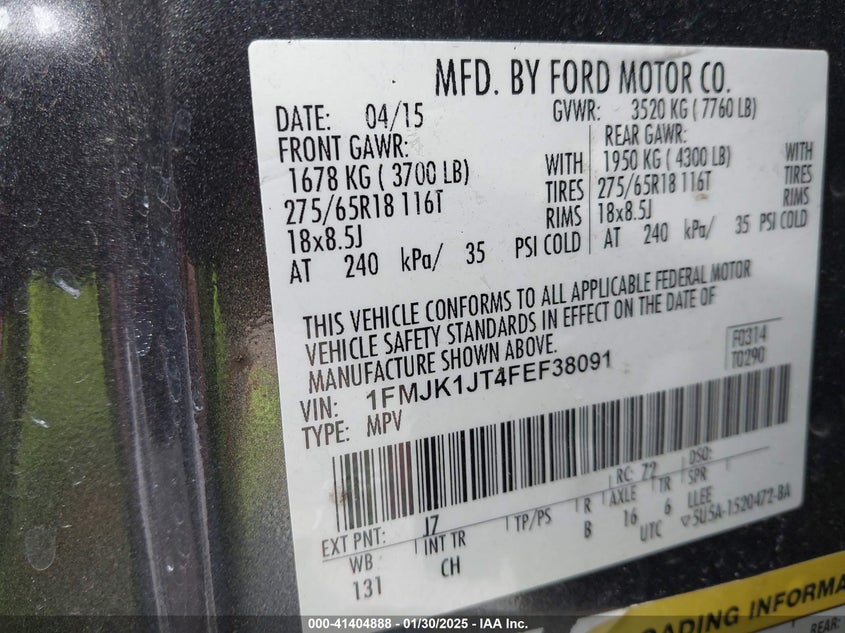 MFD. BY FORD MOTOR CO.
DATE: 04/15 GVWR: 3520 KG ( 7760 LB)
FRONT GAWR: REAR GAWR:
1678 KG ( 3700 LB) WITH 1950 KG ( 4300 LB) WITH
275/65R18 116T TIRES 275/65R18 116T TIRES
18x8.5J RIMS 18x8.5J RIMS
AT 240 kPa/ 35 PSI COLD AT 240 kPa/ 35 PSI COLD
THIS VEHICLE CONFORMS TO ALL APPLICABLE FEDERAL MOTOR
VEHICLE SAFETY STANDARDS IN EFFECT ON THE DATE OF
MANUFACTURE SHOWN ABOVE.
F0314
T0290
VIN: 1FMJK1JT4FEF38091
TYPE: MPV
RC: 72 DSO:
EXT PNT: J7
WB INT TR TP/PS R AXLE TR SPR
131 CH B 16 6 LLEE
UTC 5U5A-1520472-BA
LOADING INFORMA
REAR:
000-41404888 - 01/30/2025 - IAA Inc.